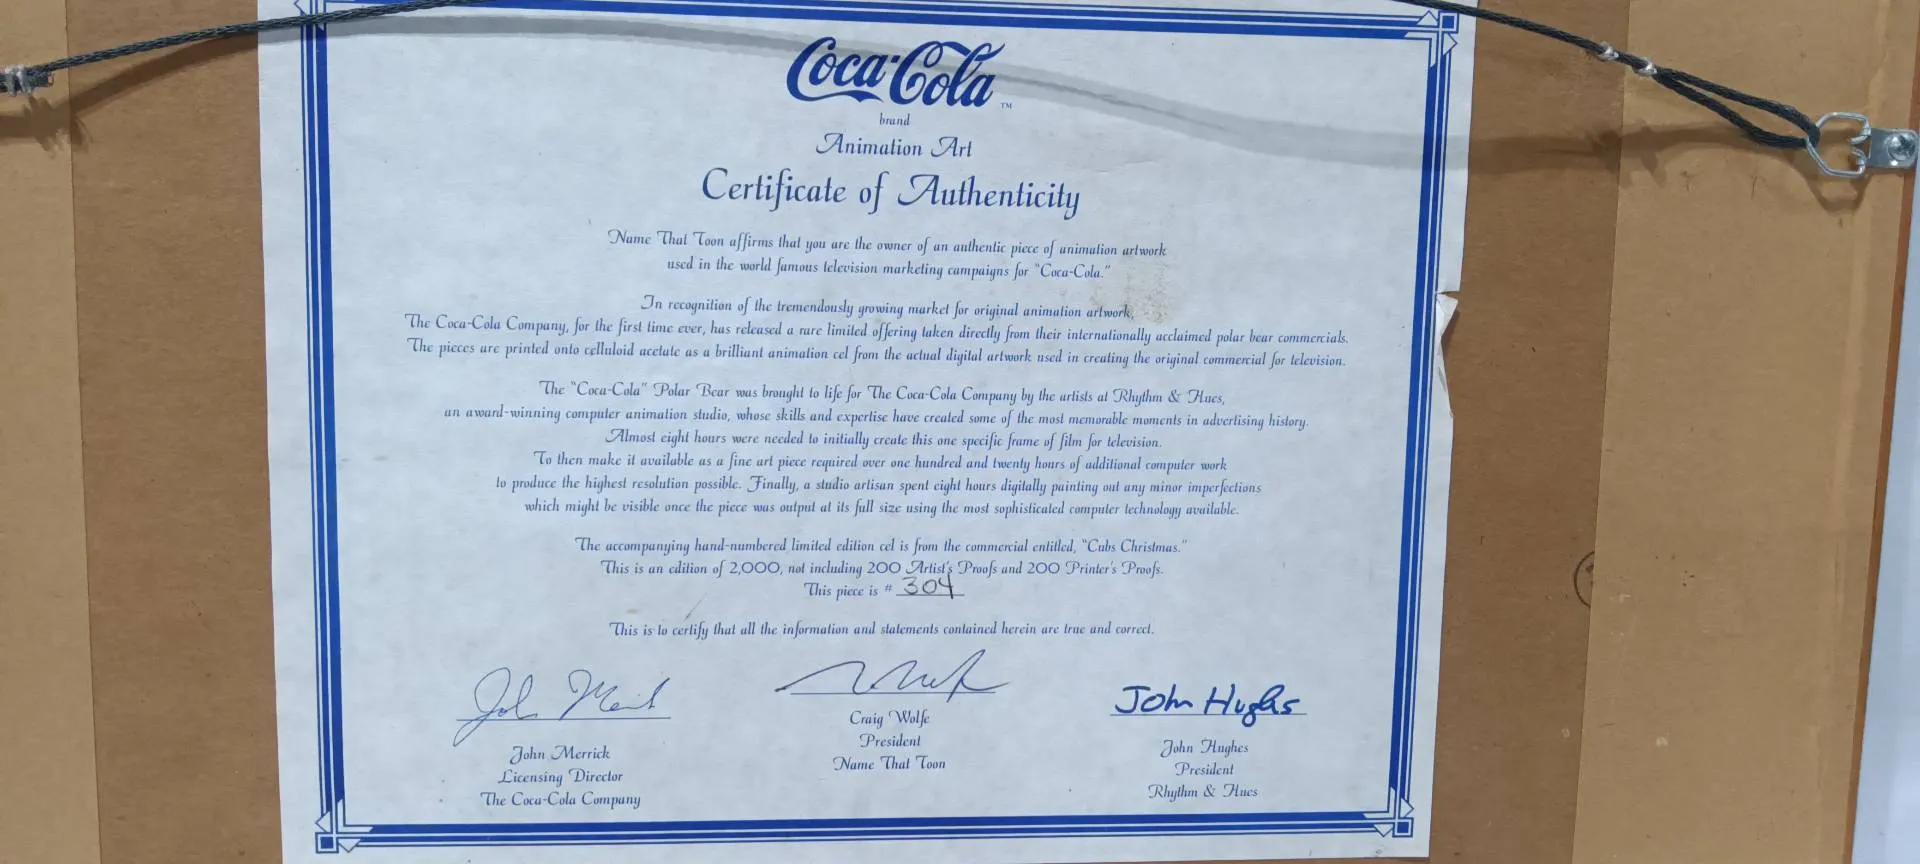 Coca-Cola TM
brand
Animation Art
Certificate of Authenticity
Name That Toon affirms that you are the owner of an authentic piece of animation artwork
used in the world famous television marketing campaigns for "Coca-Cola."
In recognition of the tremendously growing market for original animation artwork,
The Coca-Cola Company, for the first time ever, has released a rare limited offering taken directly from their internationally acclaimed polar bear commercials.
The pieces are printed onto celluloid acetate as a brilliant animation cel from the actual digital artwork used in creating the original commercial for television.
The "Coca-Cola" Polar Bear was brought to life for The Coca-Cola Company by the artists at Rhythm & Hues,
an award-winning computer animation studio, whose skills and expertise have created some of the most memorable moments in advertising history.
Almost eight hours were needed to initially create this one specific frame of film for television.
To then make it available as a fine art piece required over one hundred and twenty hours of additional computer work
to produce the highest resolution possible. Finally, a studio artisan spent eight hours digitally painting out any minor imperfections
which might be visible once the piece was output at its full size using the most sophisticated computer technology available.
The accompanying hand-numbered limited edition cel is from the commercial entitled, "Cubs Christmas."
This is an edition of 2,000, not including 200 Artist's Proofs and 200 Printer's Proofs.
This piece is # 304
This is to certify that all the information and statements contained herein are true and correct.
John Hughes
John Merrick
Licensing Director
The Coca-Cola Company
Craig Wolfe
President
Name That Toon
John Hughes
President
Rhythm & Hues